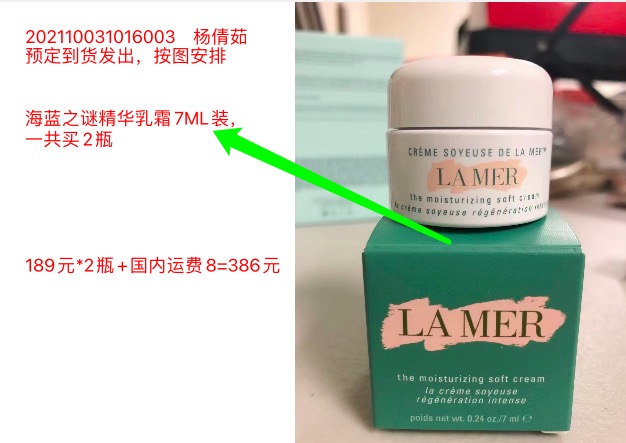 202110031016003 杨倩茹
预定到货发出，按图安排
海蓝之谜精华乳霜7ML装，
一共买2瓶
189元*2瓶+国内运费8=386元
CRÈME SOYEUSE DE LA MER™
LA MER
the moisturizing soft cream
la crème soyeuse régénération intense
LA MER
the moisturizing soft cream
la crème soyeuse
régénération intense
poids net wt. 0.24 oz./7 ml ℮